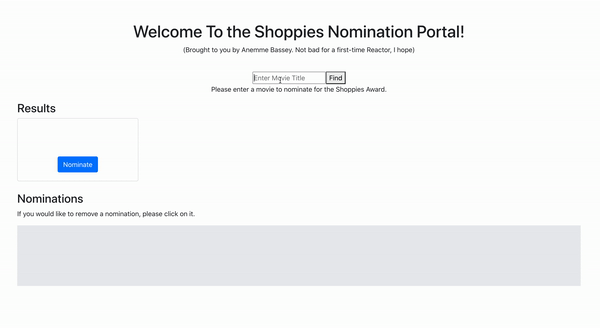 Welcome To the Shoppies Nomination Portal!
(Brought to you by Anemme Bassey. Not bad for a first-time Reactor, I hope)
Enter Movie Title Find
Please enter a movie to nominate for the Shoppies Award.
Results
Nominate
Nominations
If you would like to remove a nomination, please click on it.